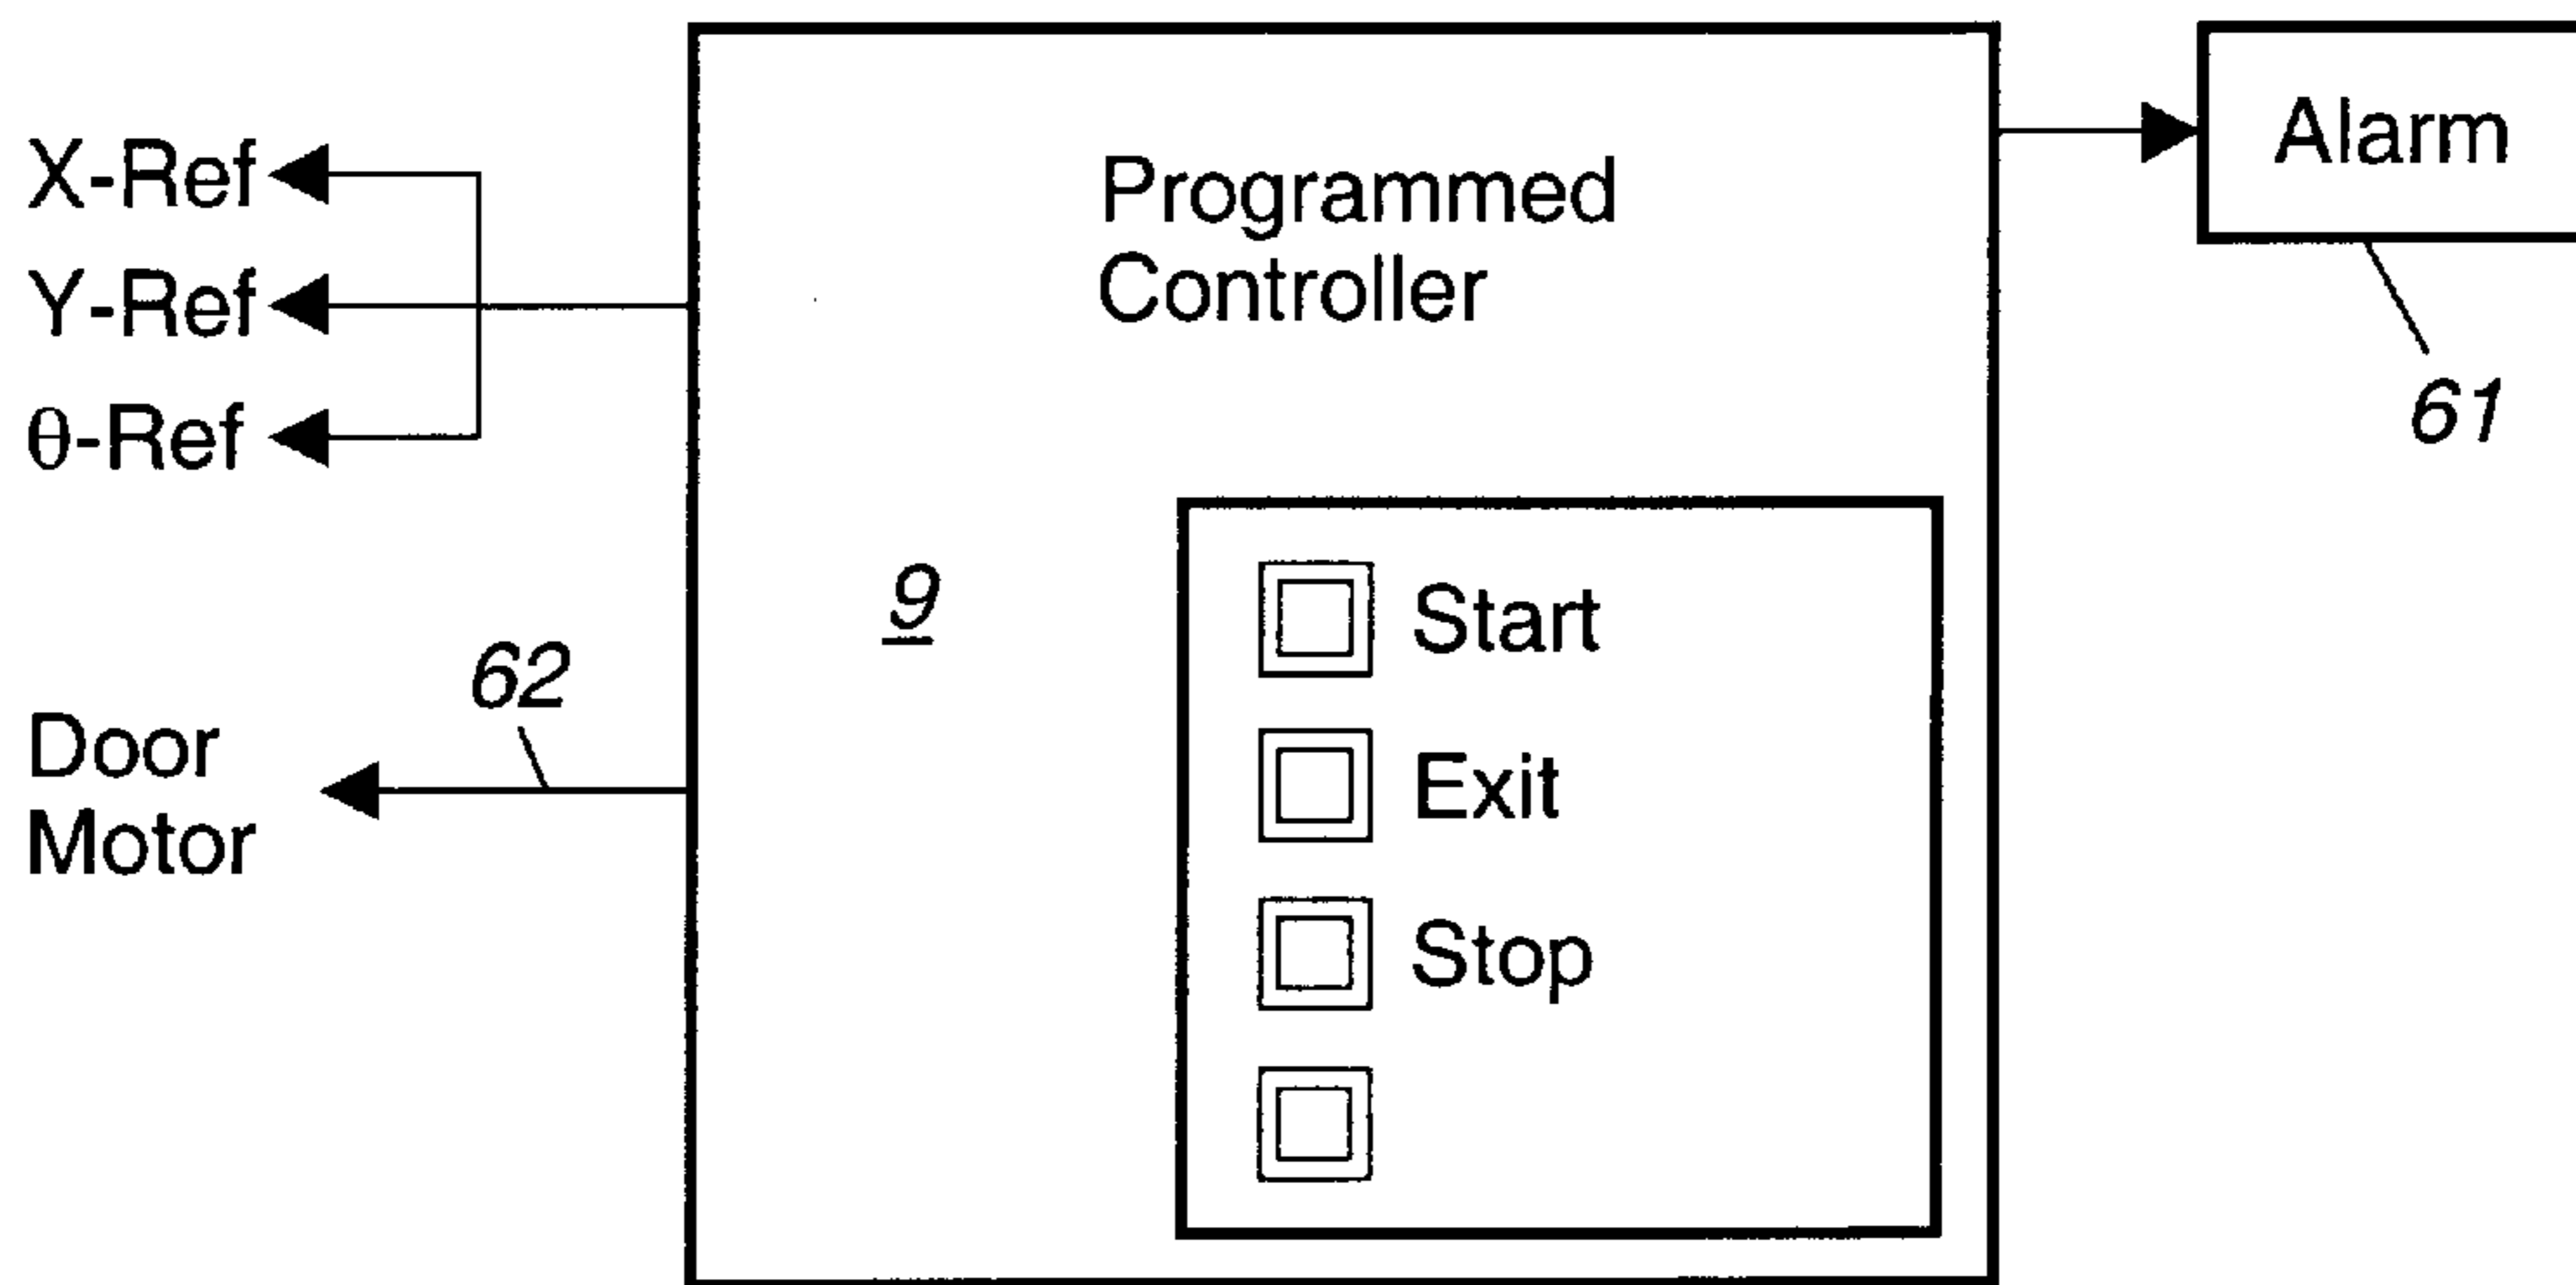 X-Ref
Y-Ref
θ-Ref
Door
Motor
62
Programmed
Controller
9
Start
Exit
Stop
Alarm
61